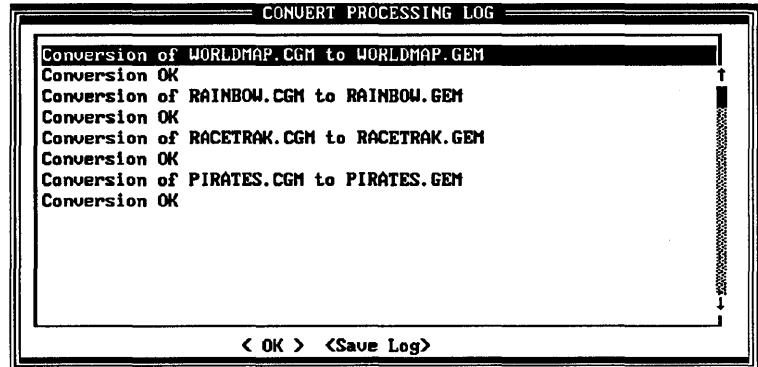 CONVERT PROCESSING LOG
Conversion of WORLDMAP.CGM to WORLDMAP.GEM
Conversion OK
Conversion of RAINBOW.CGM to RAINBOW.GEM
Conversion OK
Conversion of RACETRAK.CGM to RACETRAK.GEM
Conversion OK
Conversion of PIRATES.CGM to PIRATES.GEM
Conversion OK
< OK > <Save Log>